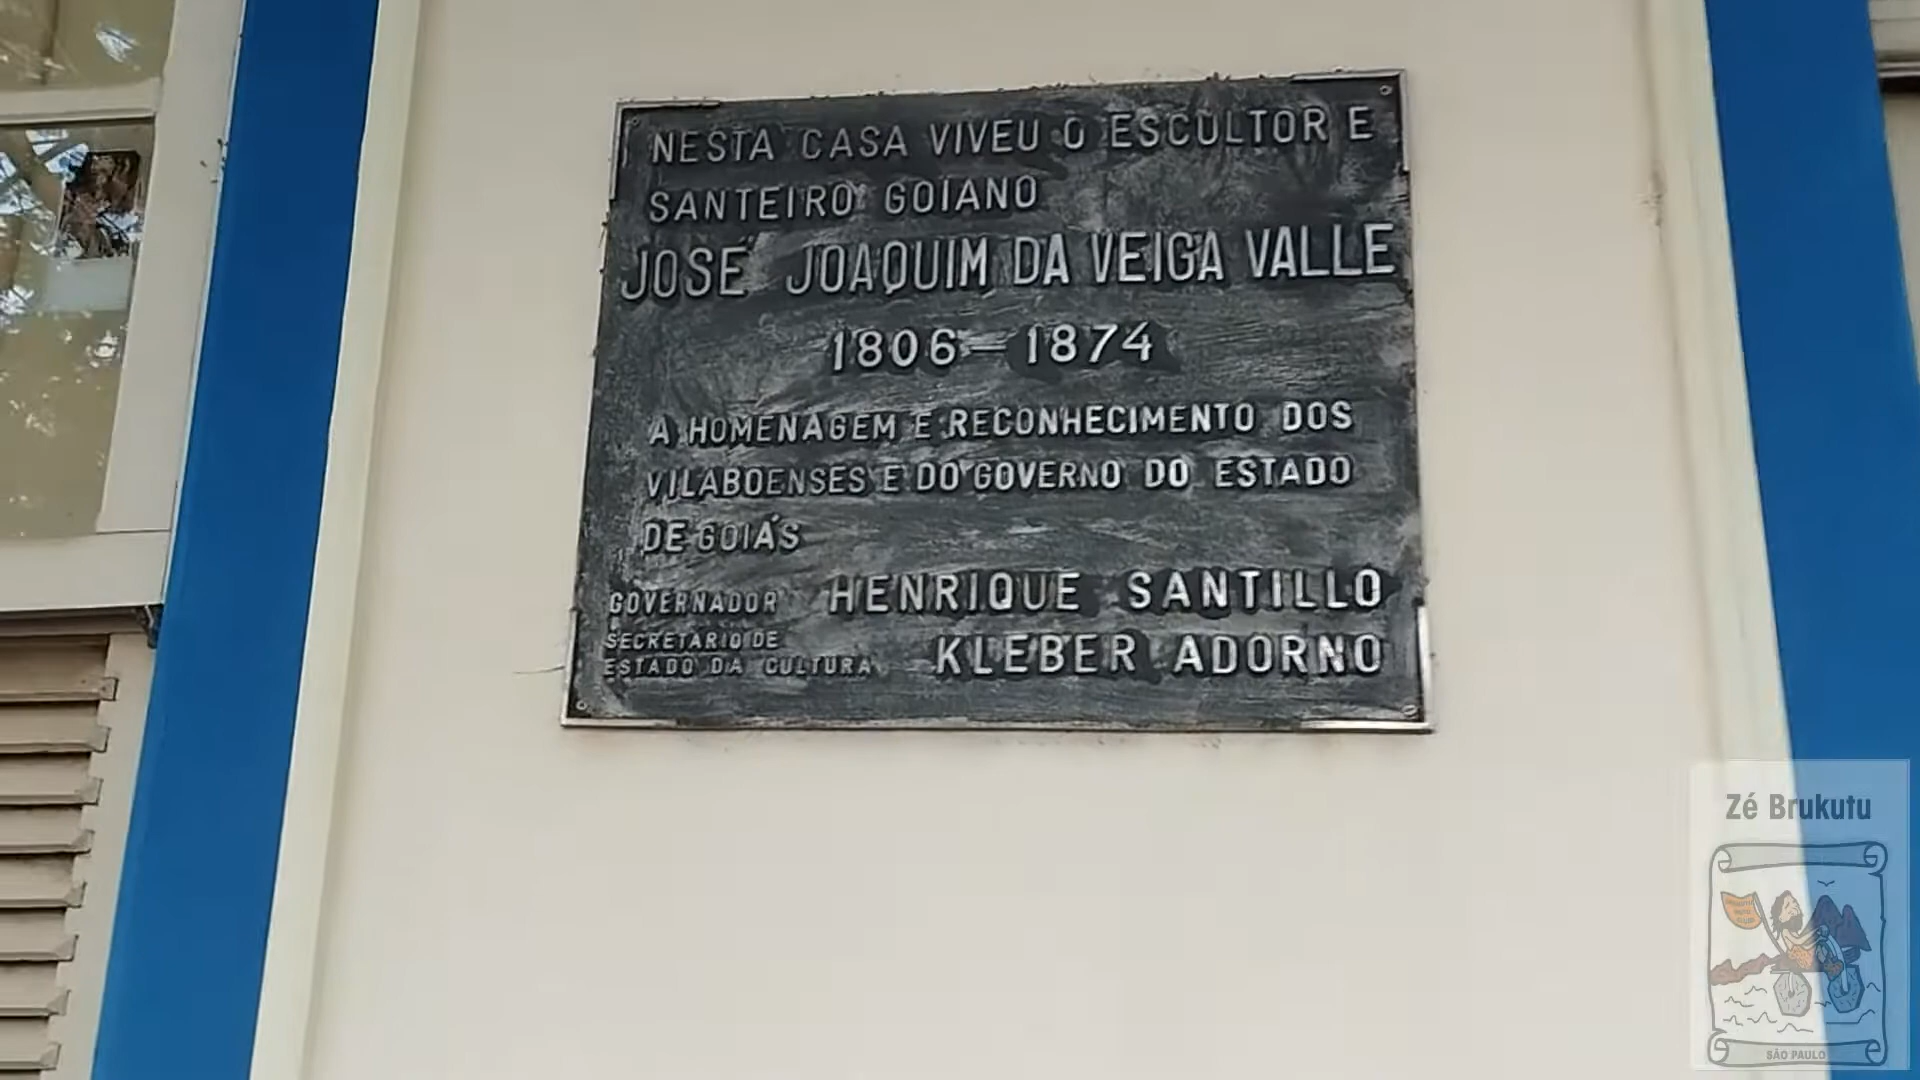 NESTA CASA VIVEU O ESCULTOR E
SANTEIRO GOIANO
JOSÉ JOAQUIM DA VEIGA VALLE
1806 – 1874
A HOMENAGEM E RECONHECIMENTO DOS
VILABOENSES E DO GOVERNO DO ESTADO
DE GOIÁS
GOVERNADOR HENRIQUE SANTILLO
SECRETARIO DE
ESTADO DA CULTURA KLEBER ADORNO
Zé Brukutu
SÃO PAULO